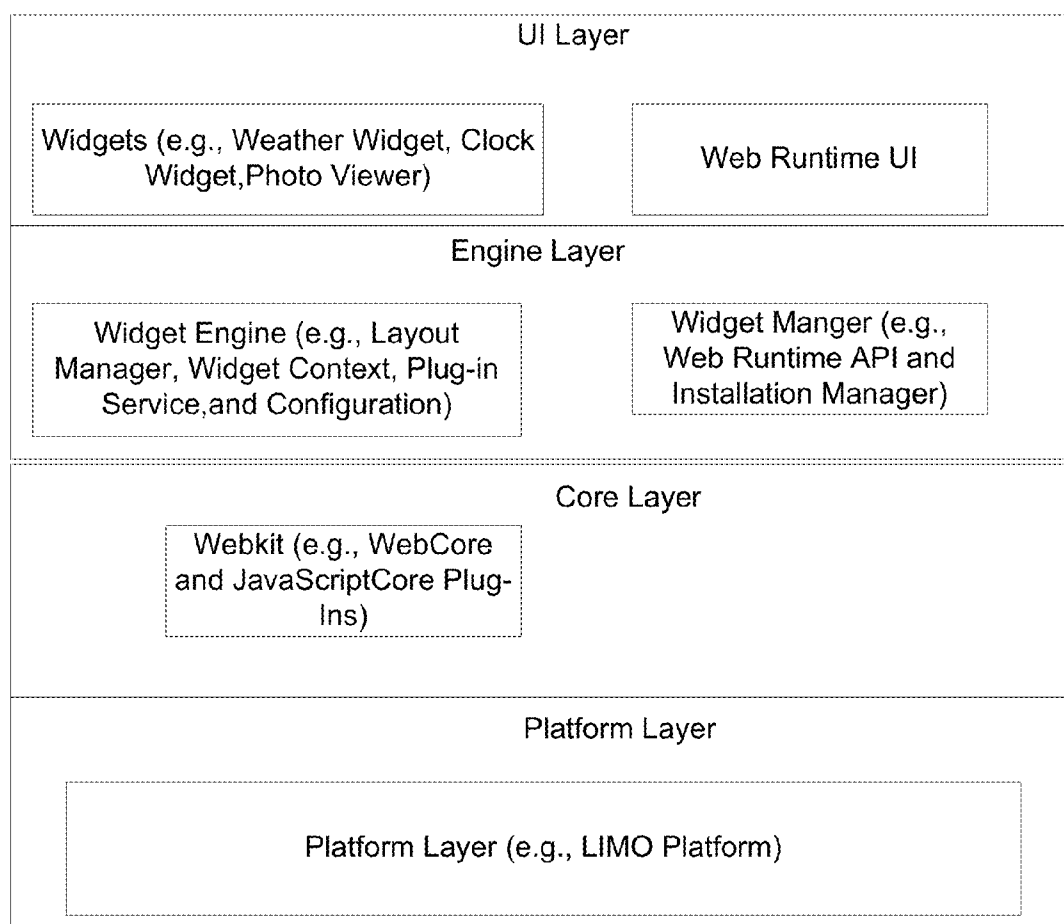 UI Layer
Widgets (e.g., Weather Widget, Clock
Widget,Photo Viewer)
Web Runtime UI
Engine Layer
Widget Engine (e.g., Layout
Manager, Widget Context, Plug-in
Service,and Configuration)
Widget Manger (e.g.,
Web Runtime API and
Installation Manager)
Core Layer
Webkit (e.g., WebCore
and JavaScriptCore Plug-
Ins)
Platform Layer
Platform Layer (e.g., LIMO Platform)